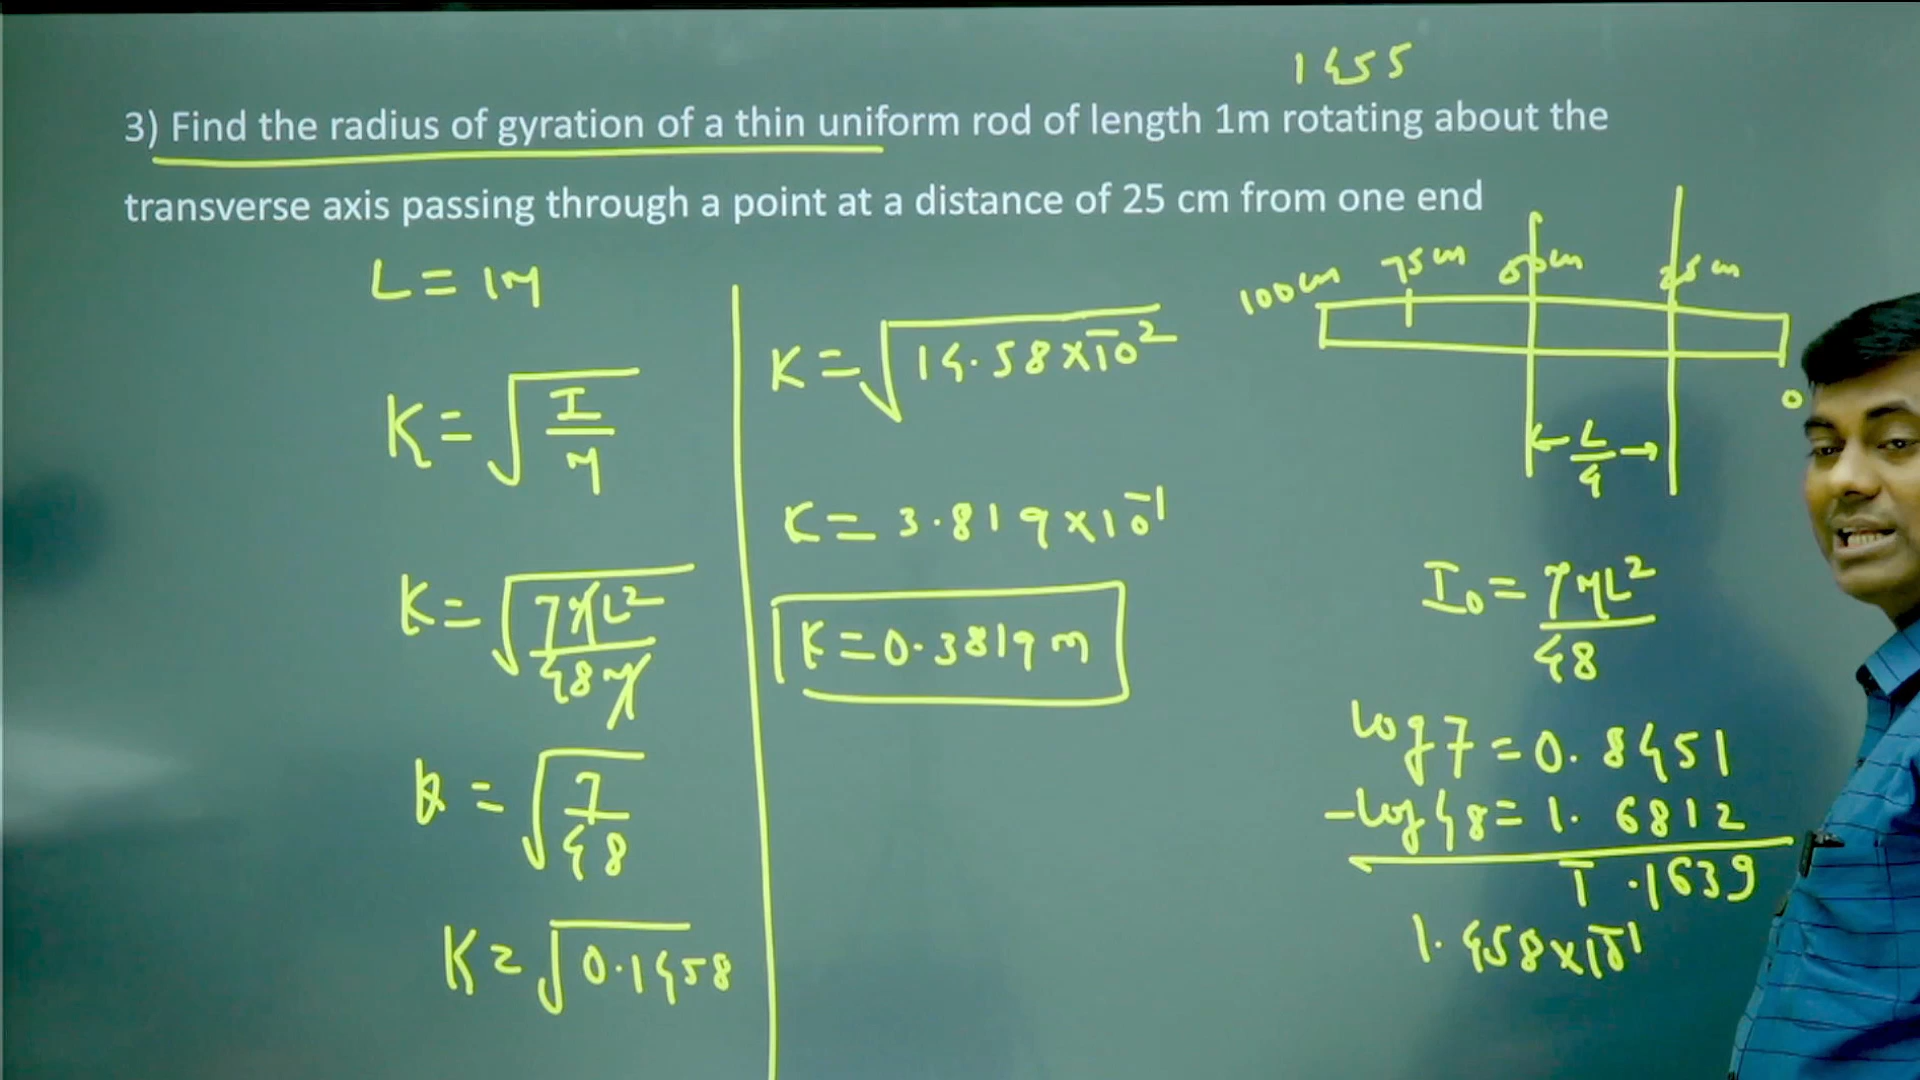 1455
3) Find the radius of gyration of a thin uniform rod of length 1m rotating about the
transverse axis passing through a point at a distance of 25 cm from one end
L = 1M
K = √(I/M)
K = √(7ML²/48M)
K = √(7/48)
K = √0.1458
K = √(14.58×10⁻²)
K = 3.819×10⁻¹
K = 0.3819 m
100cm 75cm 50cm 25cm
0
←L/4→
I₀ = 7ML²/48
log 7 = 0.8451
-log 48 = 1.6812
1̄.1639
1.458×10⁻¹